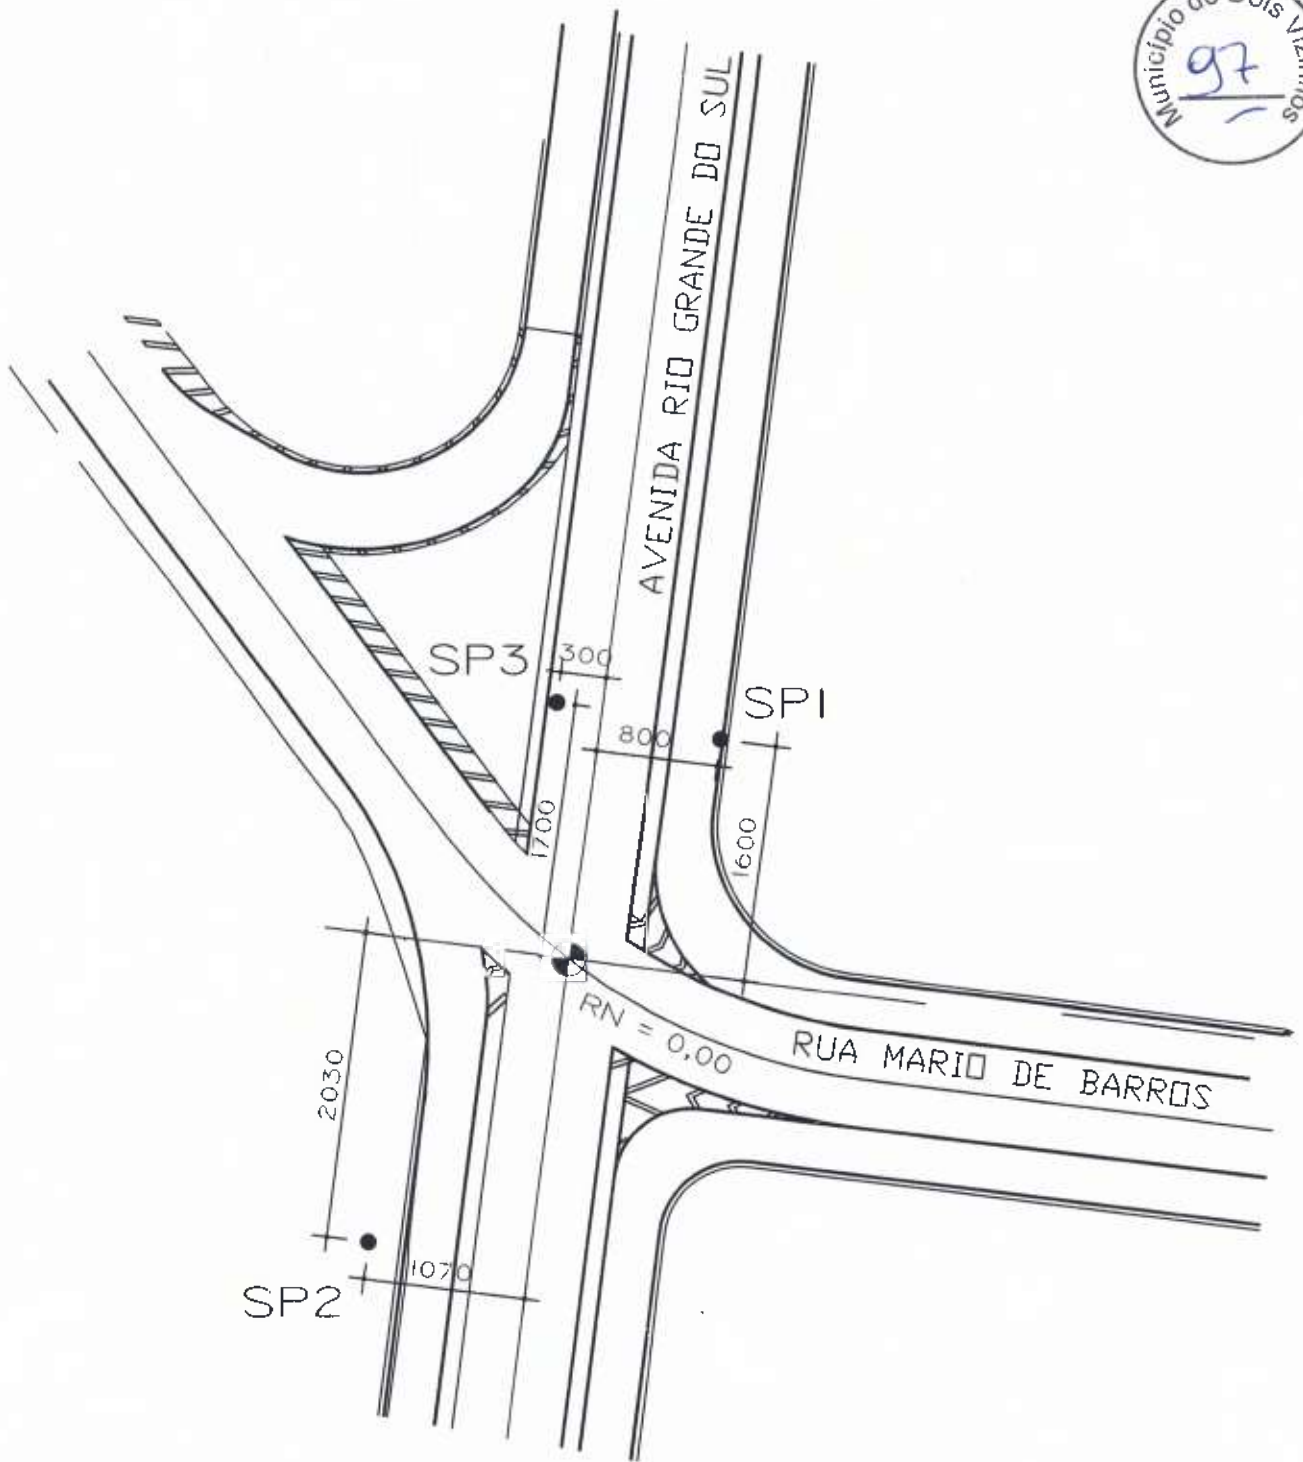 Município de Dois Vizinhos
97
AVENIDA RIO GRANDE DO SUL
SP3
300
SP1
800
1700
1600
RN = 0,00
RUA MARIO DE BARROS
2030
1070
SP2